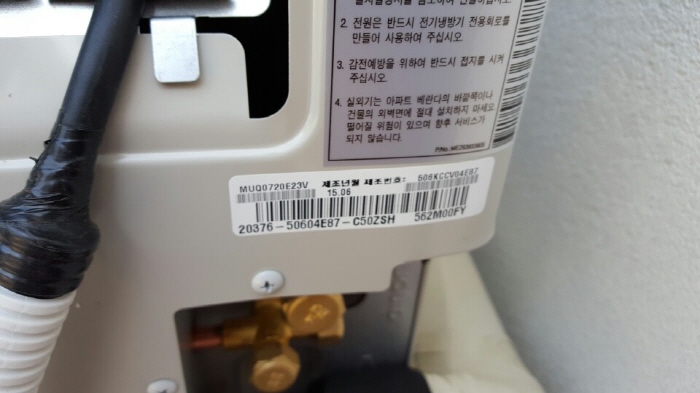 2. 전원은 반드시 전기냉방기 전용회로를
만들어 사용하여 주십시오.
3. 감전예방을 위하여 반드시 접지를 시켜
주십시오.
4. 실외기는 아파트 베란다의 바깥쪽이나
건물의 외벽면에 절대 설치하지 마세요
떨어질 위험이 있으며 향후 서비스가
되지 않습니다.
MUQ0720E23V 제조년월 제조번호: 506KCCV04E87
15.06
20376-50604E87-C50ZSH 562M00FY